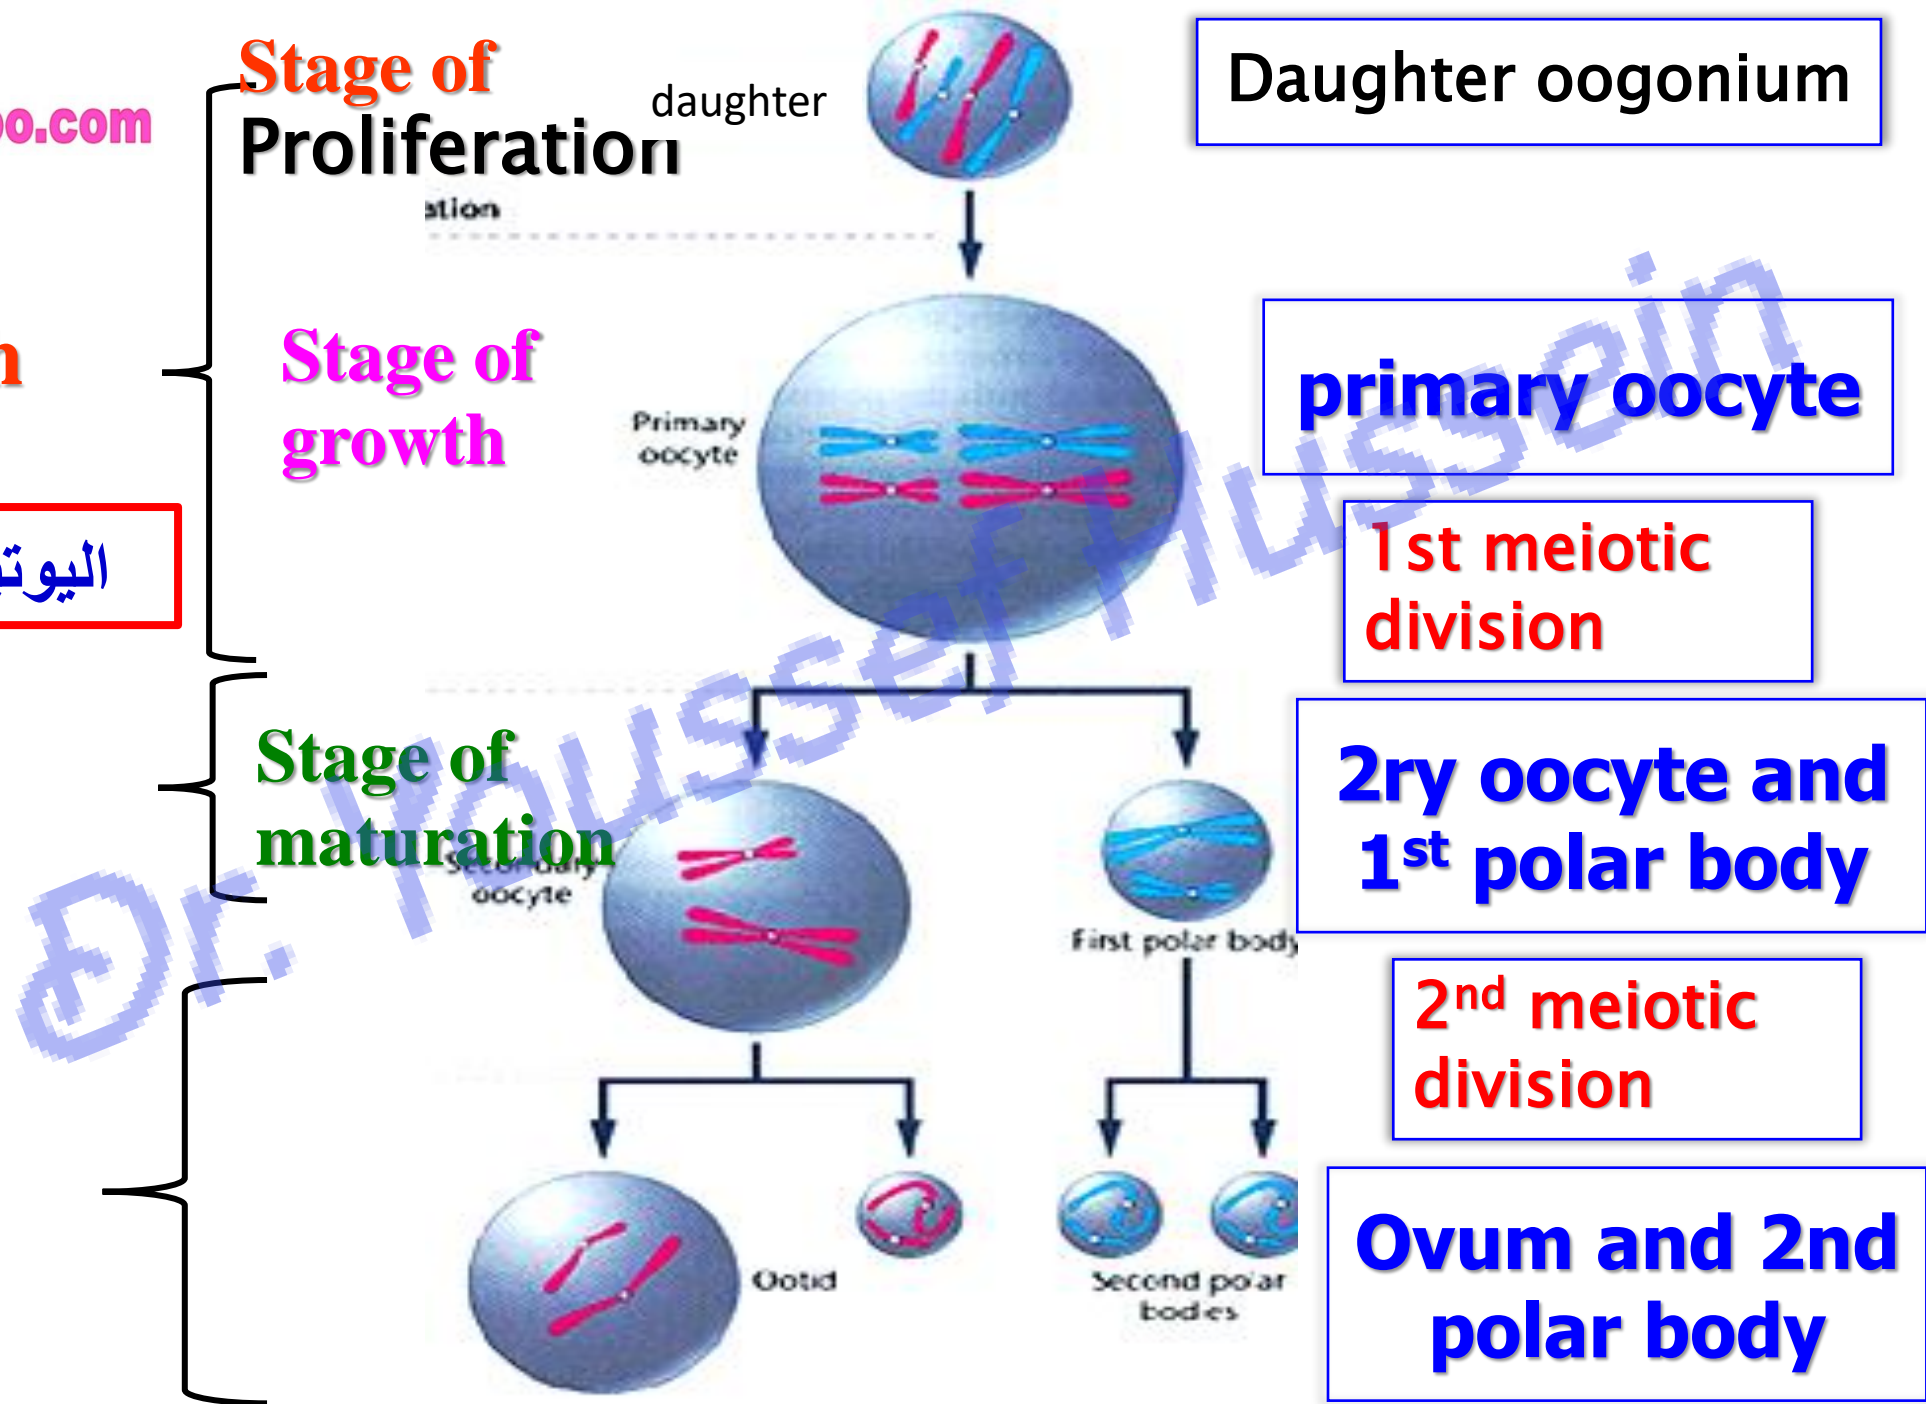 Stage of
Proliferation
daughter
Daughter oogonium
Stage of
growth
Primary
oocyte
primary oocyte
1st meiotic
division
Stage of
maturation
Secondary
oocyte
First polar body
2ry oocyte and
1st polar body
2nd meiotic
division
Ootid
Second polar
bodies
Ovum and 2nd
polar body
Dr. Youssef Hussein